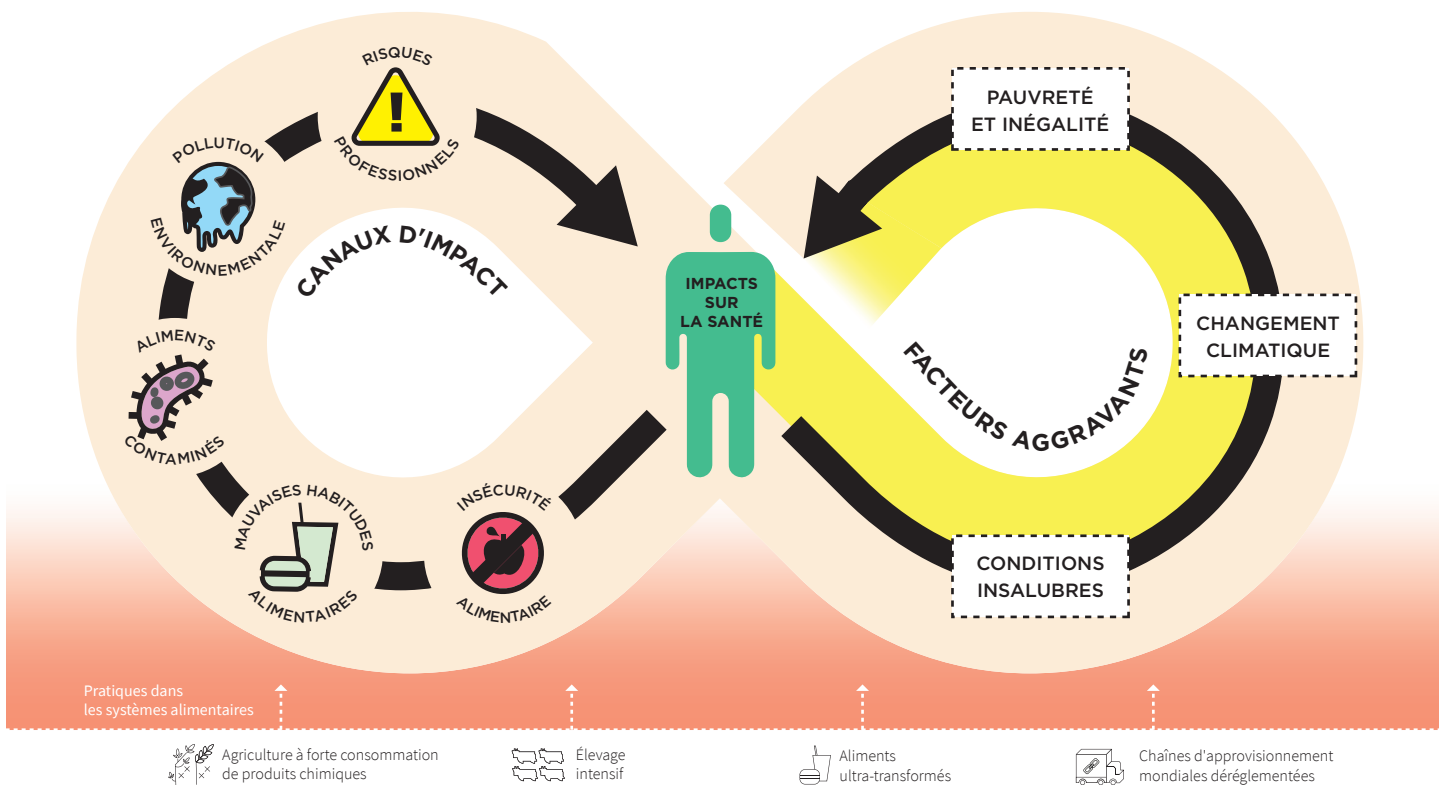 RISQUES
PROFESSIONNELS
POLLUTION
ENVIRONNEMENTALE
ALIMENTS
CONTAMINÉS
MAUVAISES HABITUDES
ALIMENTAIRES
INSÉCURITÉ
ALIMENTAIRE
CANAUX D'IMPACT
IMPACTS
SUR
LA SANTÉ
PAUVRETÉ
ET INÉGALITÉ
CHANGEMENT
CLIMATIQUE
CONDITIONS
INSALUBRES
FACTEURS AGGRAVANTS
Pratiques dans
les systèmes alimentaires
Agriculture à forte consommation
de produits chimiques
Élevage
intensif
Aliments
ultra-transformés
Chaînes d'approvisionnement
mondiales déréglementées